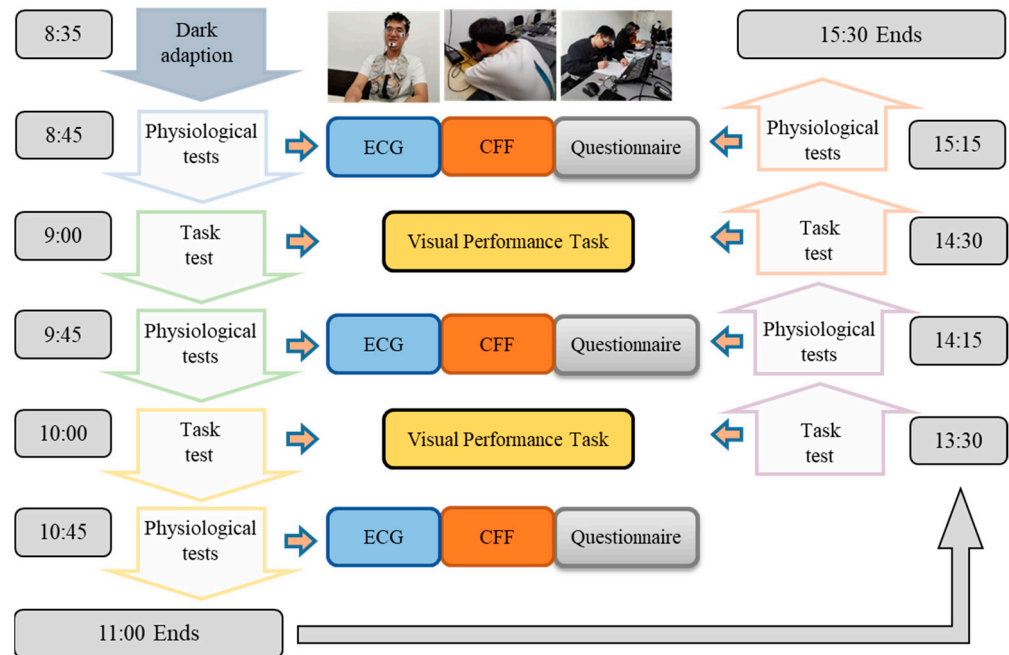 8:35
Dark
adaption
15:30 Ends
8:45
Physiological
tests
ECG
CFF
Questionnaire
Physiological
tests
15:15
9:00
Task
test
Visual Performance Task
Task
test
14:30
9:45
Physiological
tests
ECG
CFF
Questionnaire
Physiological
tests
14:15
10:00
Task
test
Visual Performance Task
Task
test
13:30
10:45
Physiological
tests
ECG
CFF
Questionnaire
11:00 Ends